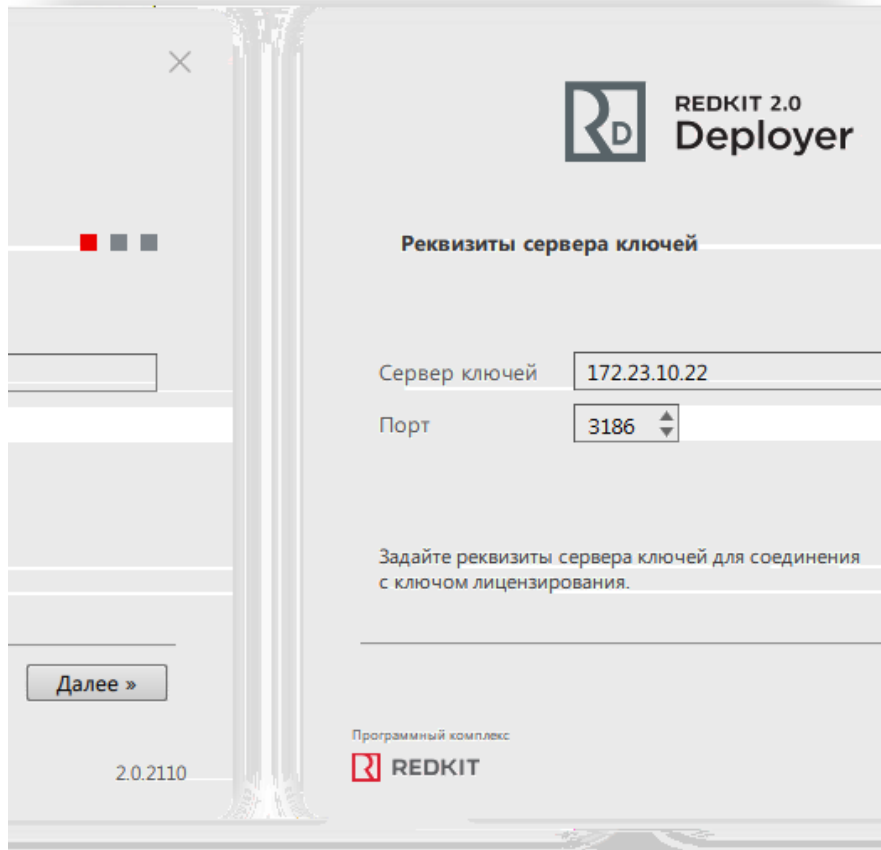 REDKIT 2.0
Deployer
Реквизиты сервера ключей
Сервер ключей 172.23.10.22
Порт 3186
Задайте реквизиты сервера ключей для соединения
с ключом лицензирования.
Далее »
Программный комплекс
REDKIT
2.0.2110